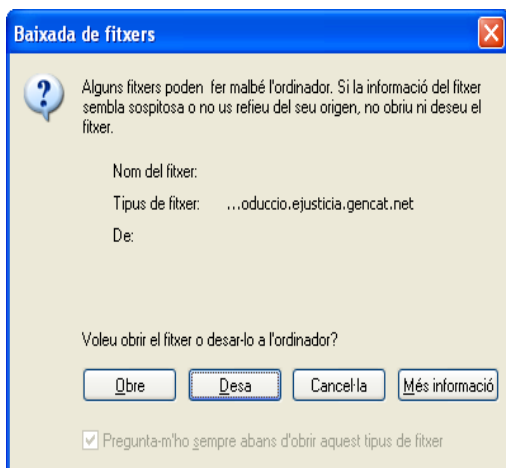 Baixada de fitxers
Alguns fitxers poden fer malbé l'ordinador. Si la informació del fitxer
sembla sospitosa o no us refieu del seu origen, no obriu ni deseu el
fitxer.
Nom del fitxer:
Tipus de fitxer: ...oduccio.ejusticia.gencat.net
De:
Voleu obrir el fitxer o desar-lo a l'ordinador?
Obre Desa Cancel·la Més informació
Pregunta-m'ho sempre abans d'obrir aquest tipus de fitxer